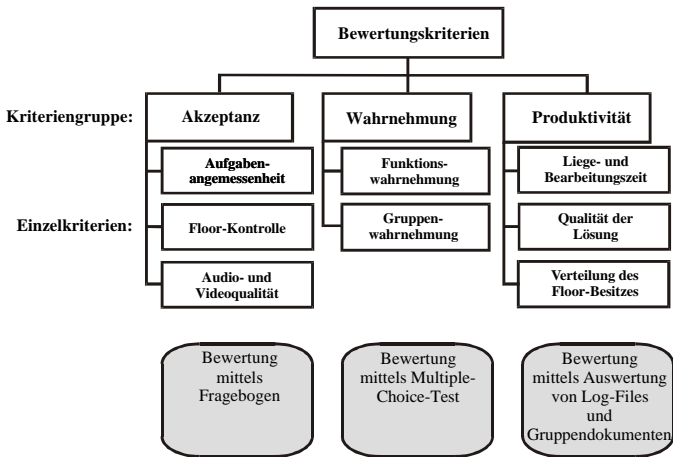 Bewertungskriterien
Kriteriengruppe:
Akzeptanz
Wahrnehmung
Produktivität
Einzelkriterien:
Aufgaben-
angemessenheit
Floor-Kontrolle
Audio- und
Videoqualität
Funktions-
wahrnehmung
Gruppen-
wahrnehmung
Liege- und
Bearbeitungszeit
Qualität der
Lösung
Verteilung des
Floor-Besitzes
Bewertung
mittels
Fragebogen
Bewertung
mittels Multiple-
Choice-Test
Bewertung
mittels Auswertung
von Log-Files
und
Gruppendokumenten